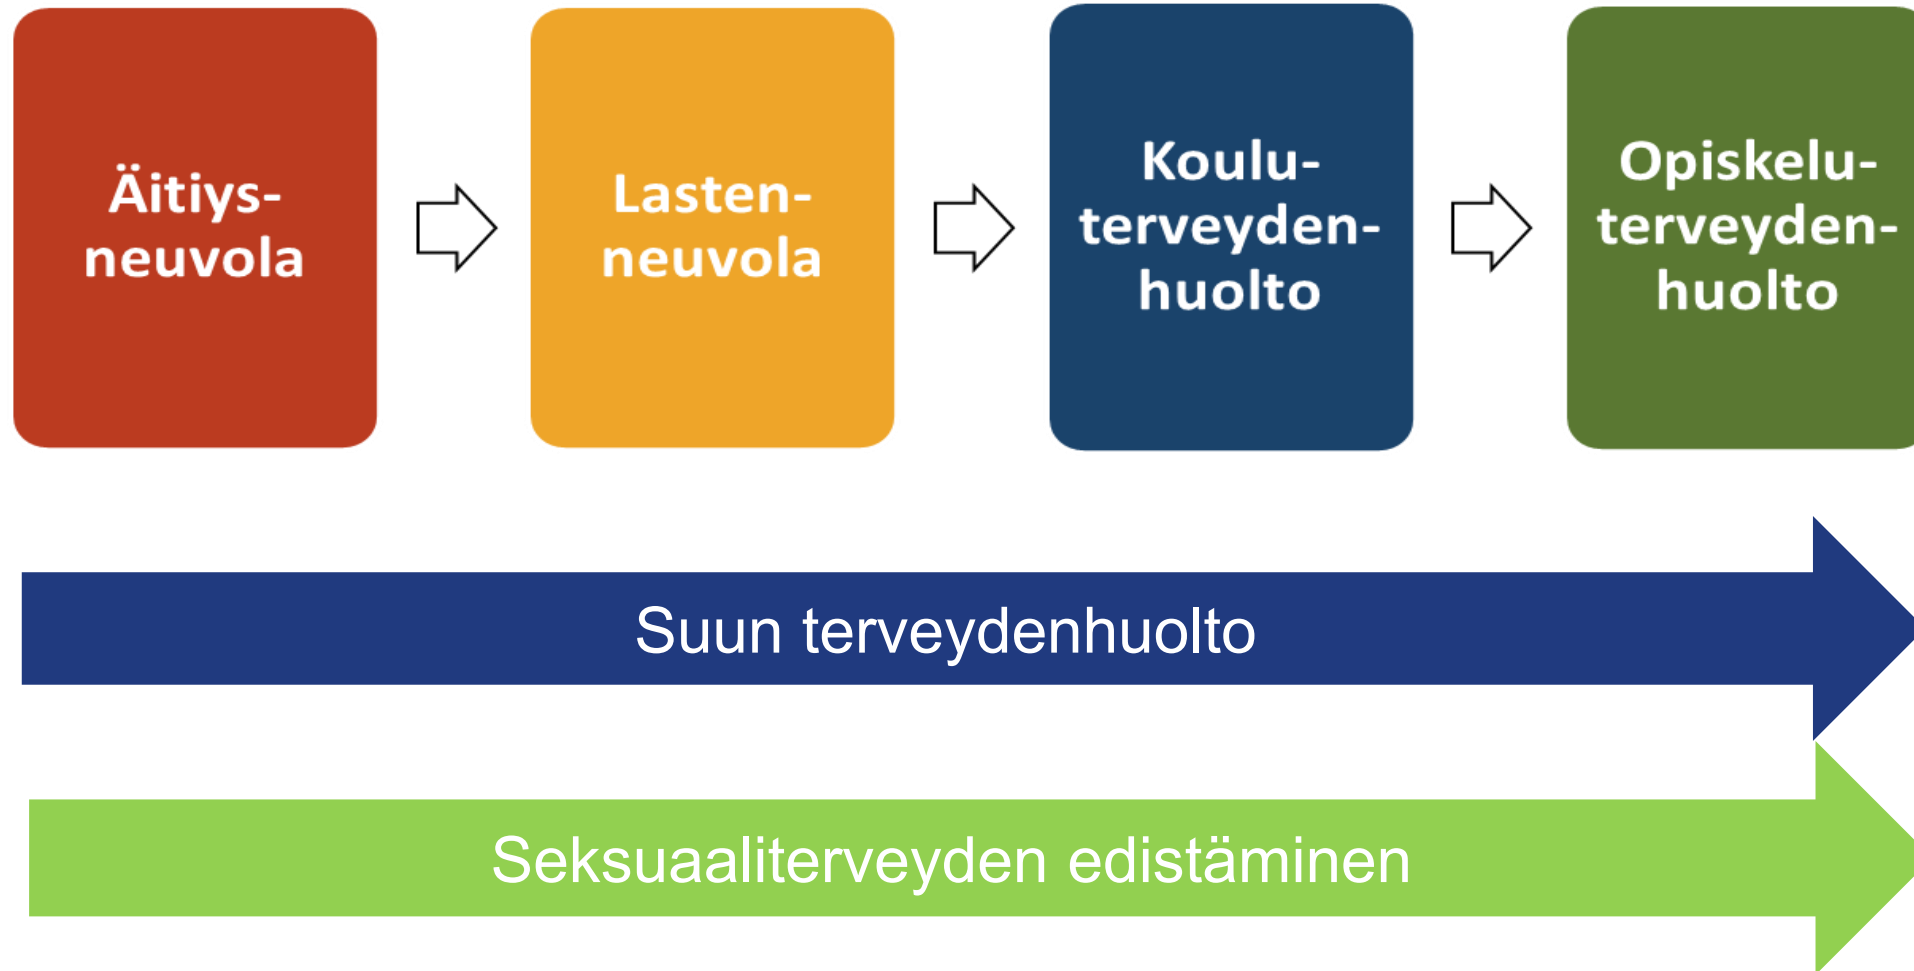 Äitiys-
neuvola
Lasten-
neuvola
Koulu-
terveyden-
huolto
Opiskelu-
terveyden-
huolto
Suun terveydenhuolto
Seksuaaliterveyden edistäminen